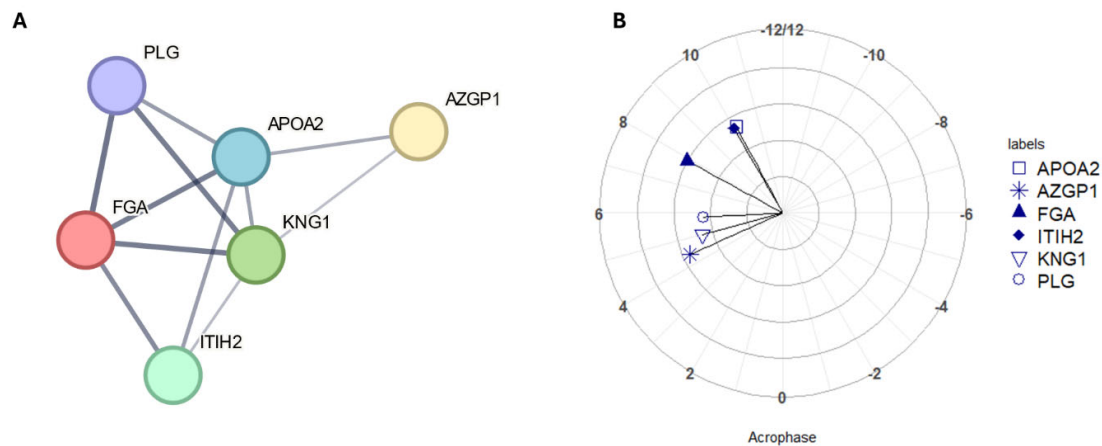 A
PLG
AZGP1
APOA2
FGA
KNG1
ITIH2
B
-12/12
10
-10
8
-8
6
-6
4
-4
2
-2
0
Acrophase
labels
APOA2
AZGP1
FGA
ITIH2
KNG1
PLG